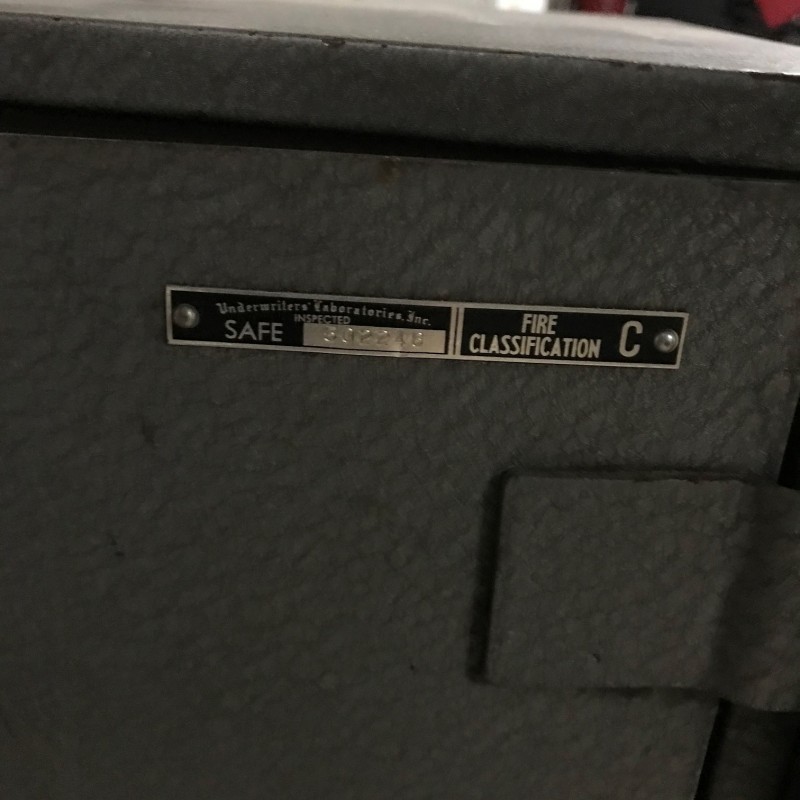 Underwriters' Laboratories, Inc.
INSPECTED
SAFE
FIRE
CLASSIFICATION C